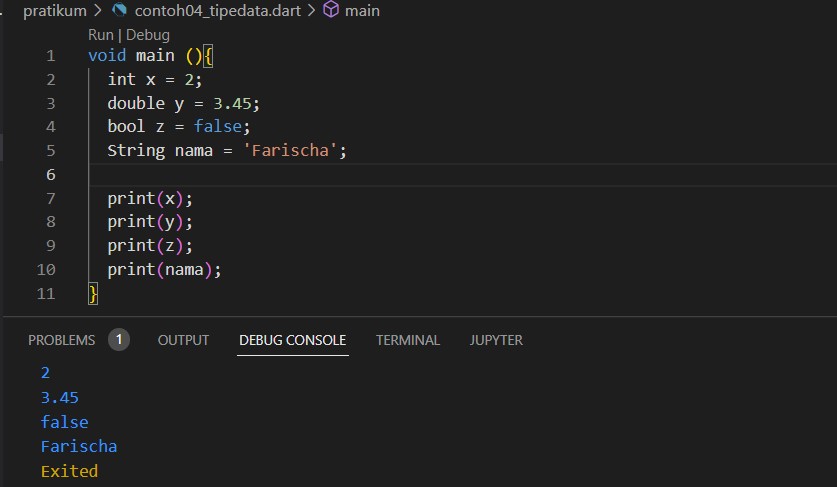 pratikum > contoh04_tipedata.dart > main
Run | Debug
1 void main (){
2 int x = 2;
3 double y = 3.45;
4 bool z = false;
5 String nama = 'Farischa';
6
7 print(x);
8 print(y);
9 print(z);
10 print(nama);
11 }
PROBLEMS 1 OUTPUT DEBUG CONSOLE TERMINAL JUPYTER
2
3.45
false
Farischa
Exited